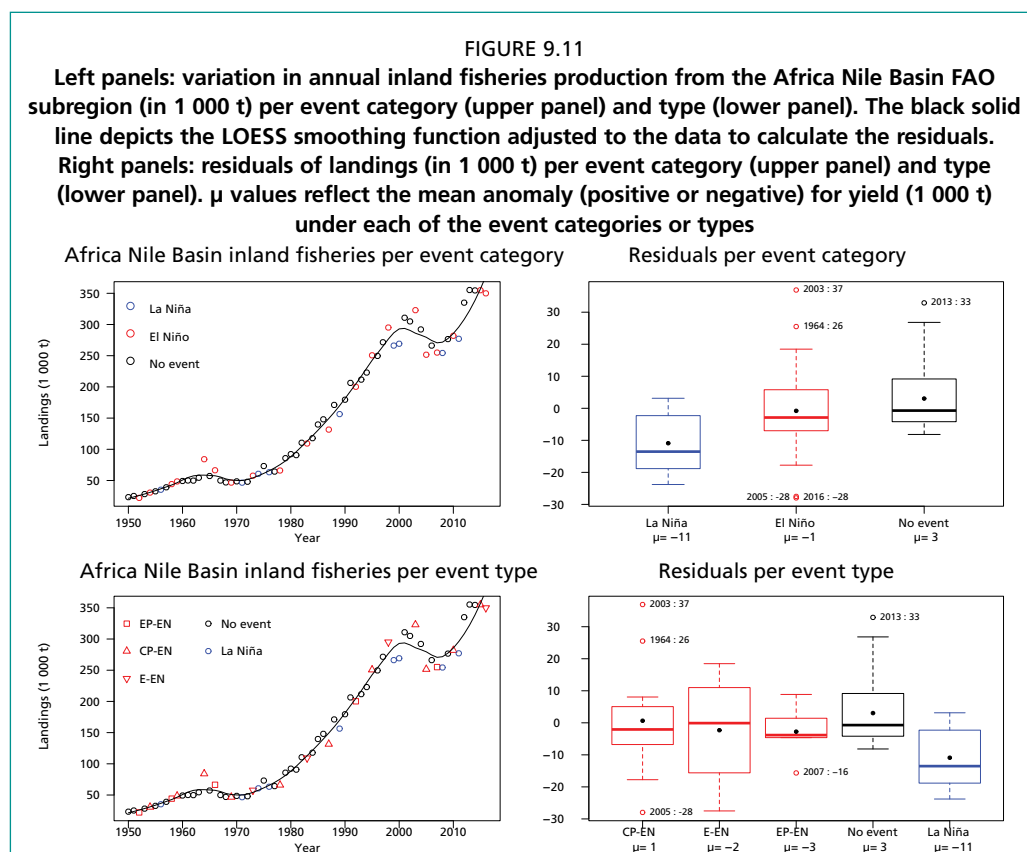 FIGURE 9.11
Left panels: variation in annual inland fisheries production from the Africa Nile Basin FAO
subregion (in 1 000 t) per event category (upper panel) and type (lower panel). The black solid
line depicts the LOESS smoothing function adjusted to the data to calculate the residuals.
Right panels: residuals of landings (in 1 000 t) per event category (upper panel) and type
(lower panel). µ values reflect the mean anomaly (positive or negative) for yield (1 000 t)
under each of the event categories or types
Africa Nile Basin inland fisheries per event category
Landings (1 000 t)
350
300
250
200
150
100
50
La Niña
El Niño
No event
1950 1960 1970 1980 1990 2000 2010
Year
Residuals per event category
30
20
10
0
−10
−20
−30
2003 : 37
1964 : 26
2013 : 33
2005 : -28
2016 : −28
La Niña El Niño No event
µ= −11 µ= −1 µ= 3
Africa Nile Basin inland fisheries per event type
Landings (1 000 t)
350
300
250
200
150
100
50
EP-EN No event
CP-EN La Niña
E-EN
1950 1960 1970 1980 1990 2000 2010
Year
Residuals per event type
30
20
10
0
−10
−20
−30
2003 : 37
1964 : 26
2013 : 33
2007 : −16
2005 : -28
CP-EN E-EN EP-EN No event La Niña
µ= 1 µ= −2 µ= −3 µ= 3 µ= −11